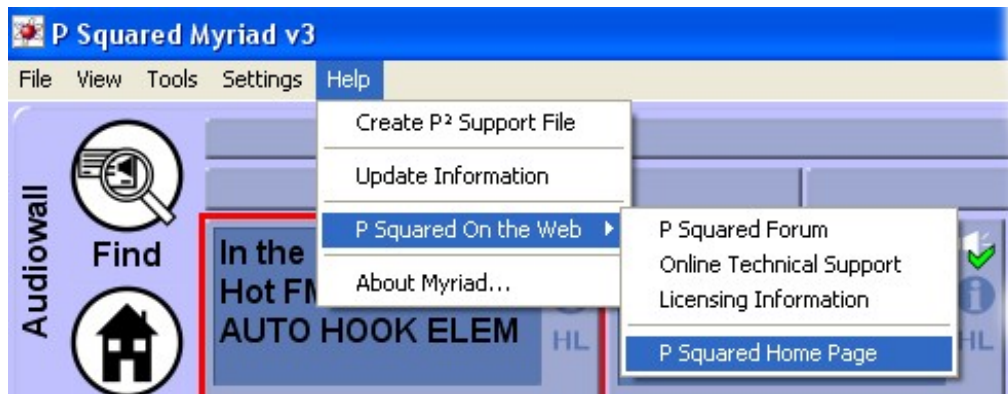 P Squared Myriad v3
File View Tools Settings Help
Create P² Support File
Update Information
P Squared On the Web
About Myriad...
P Squared Forum
Online Technical Support
Licensing Information
P Squared Home Page
Audiowall
Find
In the
Hot
AUTO HOOK ELEM
HL
HL